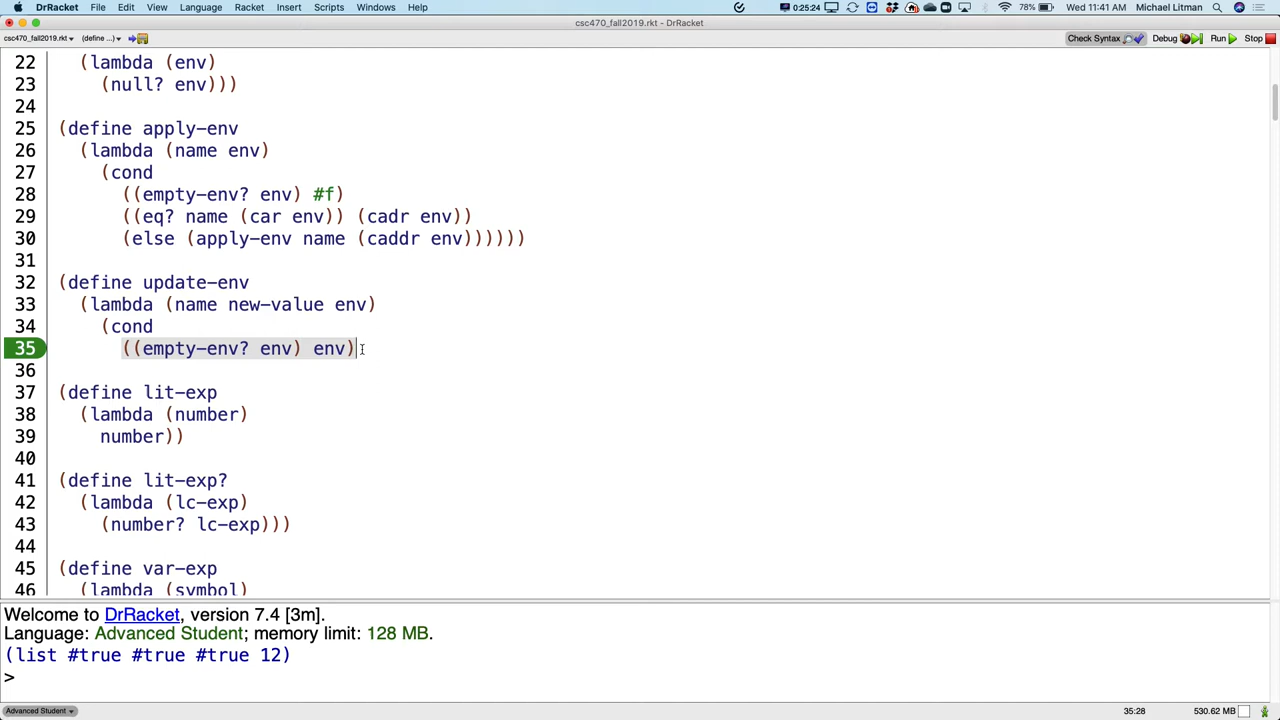 DrRacket File Edit View Language Racket Insert Scripts Windows Help 0:25:24 78% Wed 11:41 AM Michael Litman
csc470_fall2019.rkt - DrRacket
csc470_fall2019.rkt (define ...) Check Syntax Debug Run Stop
22 (lambda (env)
23 (null? env)))
24
25 (define apply-env
26 (lambda (name env)
27 (cond
28 ((empty-env? env) #f)
29 ((eq? name (car env)) (cadr env))
30 (else (apply-env name (caddr env))))))
31
32 (define update-env
33 (lambda (name new-value env)
34 (cond
35 ((empty-env? env) env)
36
37 (define lit-exp
38 (lambda (number)
39 number))
40
41 (define lit-exp?
42 (lambda (lc-exp)
43 (number? lc-exp)))
44
45 (define var-exp
46 (lambda (symbol)
Welcome to DrRacket, version 7.4 [3m].
Language: Advanced Student; memory limit: 128 MB.
(list #true #true #true 12)
>
Advanced Student 35:28 530.62 MB